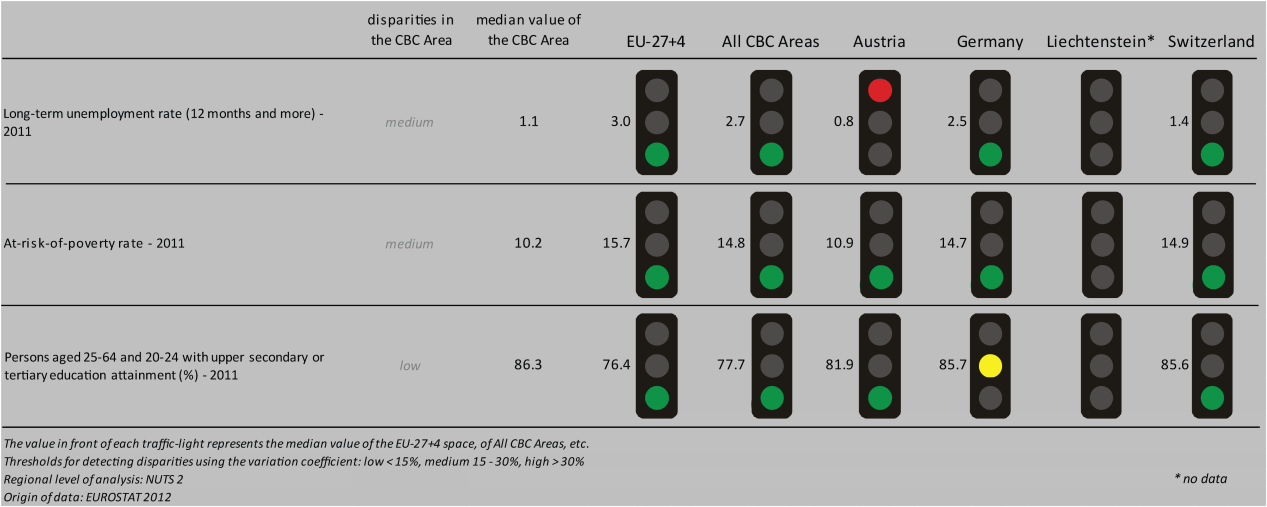 disparities in the CBC Area
median value of the CBC Area
EU-27+4
All CBC Areas
Austria
Germany
Liechtenstein*
Switzerland
Long-term unemployment rate (12 months and more) -
2011
medium
1.1
3.0
2.7
0.8
2.5
1.4
At-risk-of-poverty rate - 2011
medium
10.2
15.7
14.8
10.9
14.7
14.9
Persons aged 25-64 and 20-24 with upper secondary or
tertiary education attainment (%) - 2011
low
86.3
76.4
77.7
81.9
85.7
85.6
The value in front of each traffic-light represents the median value of the EU-27+4 space, of All CBC Areas, etc.
Thresholds for detecting disparities using the variation coefficient: low < 15%, medium 15 - 30%, high > 30%
Regional level of analysis: NUTS 2
* no data
Origin of data: EUROSTAT 2012